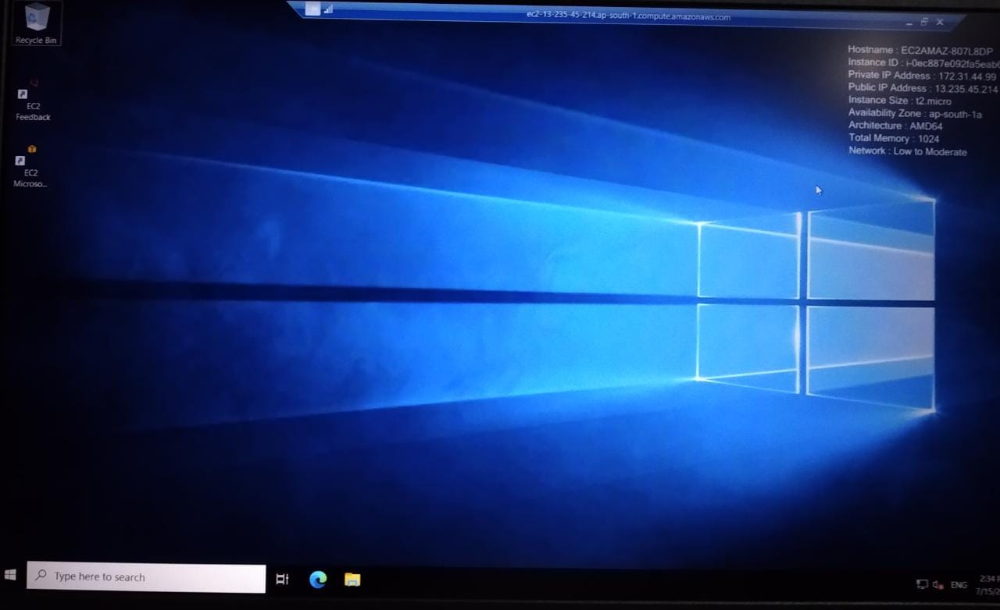 ec2-13-235-45-214.ap-south-1.compute.amazonaws.com
Recycle Bin
EC2
Feedback
EC2
Microso...
Hostname : EC2AMAZ-807L8DP
Instance ID : i-0ec887e092fa5eab
Private IP Address : 172.31.44.99
Public IP Address : 13.235.45.214
Instance Size : t2.micro
Availability Zone : ap-south-1a
Architecture : AMD64
Total Memory : 1024
Network : Low to Moderate
Type here to search
ENG
2:34
7/15/2